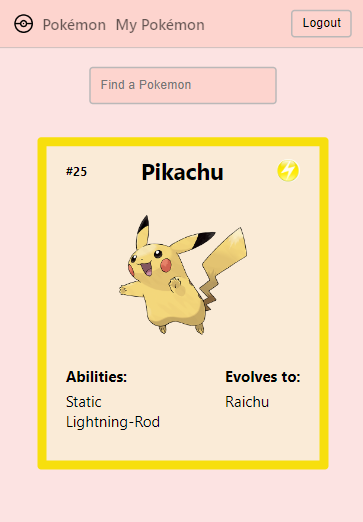 Pokémon My Pokémon Logout
Find a Pokemon
#25 Pikachu
Abilities: Evolves to:
Static Raichu
Lightning-Rod